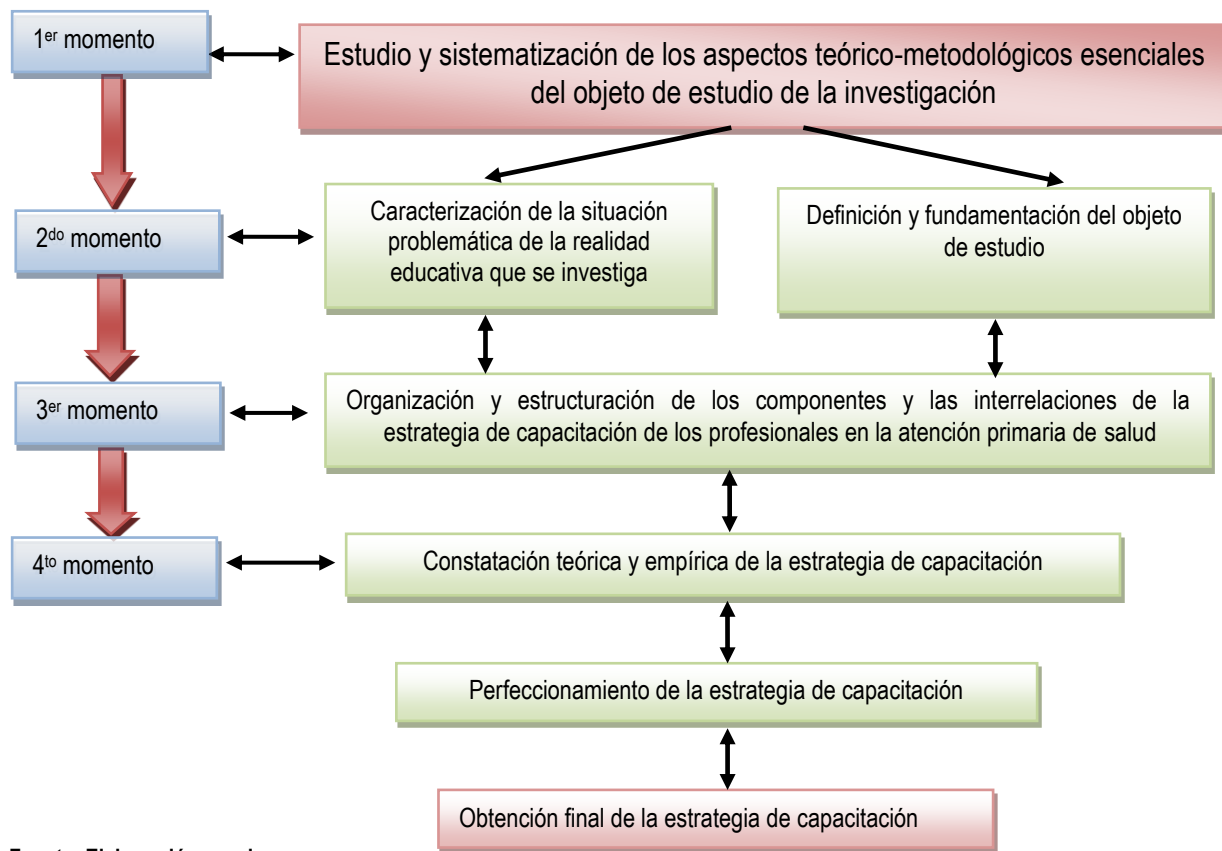 1er momento
Estudio y sistematización de los aspectos teórico-metodológicos esenciales
del objeto de estudio de la investigación
2do momento
Caracterización de la situación
problemática de la realidad
educativa que se investiga
Definición y fundamentación del objeto
de estudio
3er momento
Organización y estructuración de los componentes y las interrelaciones de la
estrategia de capacitación de los profesionales en la atención primaria de salud
4to momento
Constatación teórica y empírica de la estrategia de capacitación
Perfeccionamiento de la estrategia de capacitación
Obtención final de la estrategia de capacitación